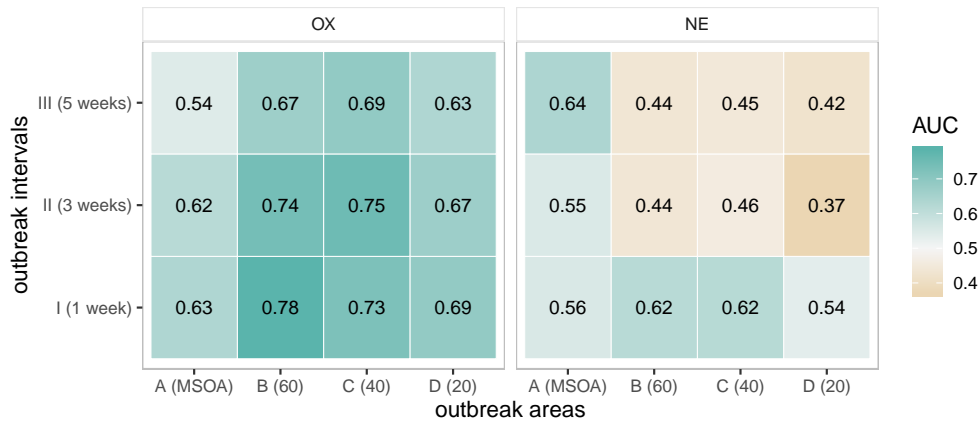 OX NE
III (5 weeks) 0.54 0.67 0.69 0.63 0.64 0.44 0.45 0.42
II (3 weeks) 0.62 0.74 0.75 0.67 0.55 0.44 0.46 0.37
I (1 week) 0.63 0.78 0.73 0.69 0.56 0.62 0.62 0.54
A (MSOA) B (60) C (40) D (20) A (MSOA) B (60) C (40) D (20)
outbreak areas
outbreak intervals
AUC
0.7
0.6
0.5
0.4